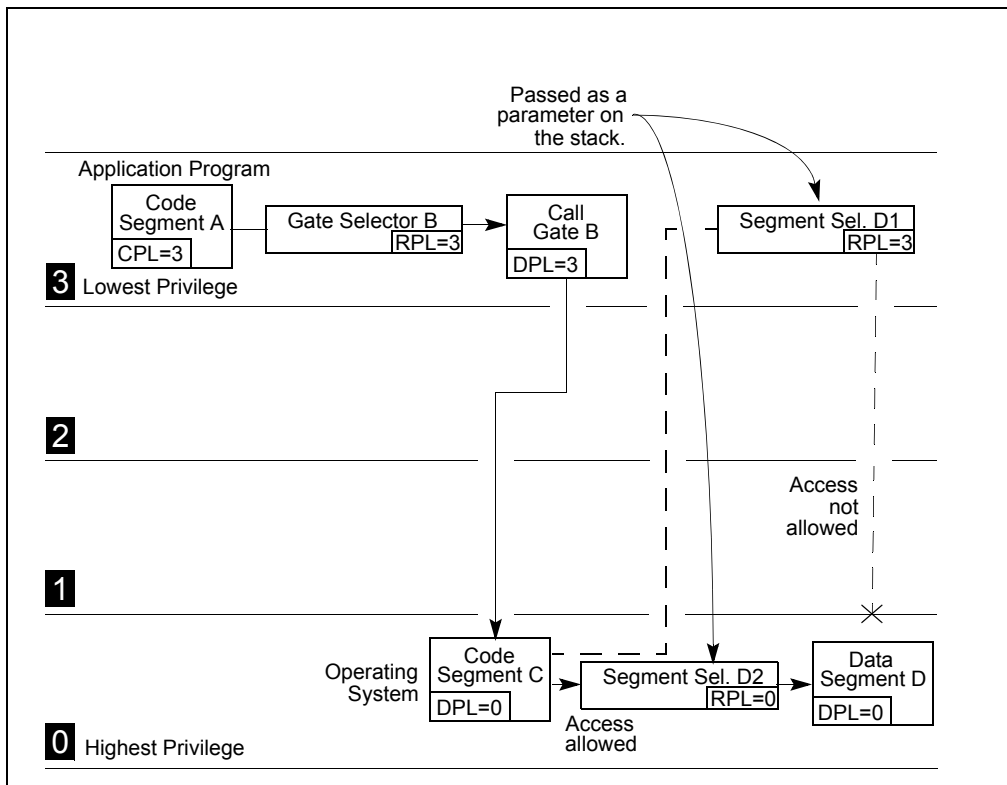 Passed as a
parameter on
the stack.
Application Program
Code
Segment A
CPL=3
Gate Selector B
RPL=3
Call
Gate B
DPL=3
Segment Sel. D1
RPL=3
3
Lowest Privilege
2
Access
not
allowed
1
Operating
System
Code
Segment C
DPL=0
Segment Sel. D2
RPL=0
Access
allowed
Data
Segment D
DPL=0
0
Highest Privilege